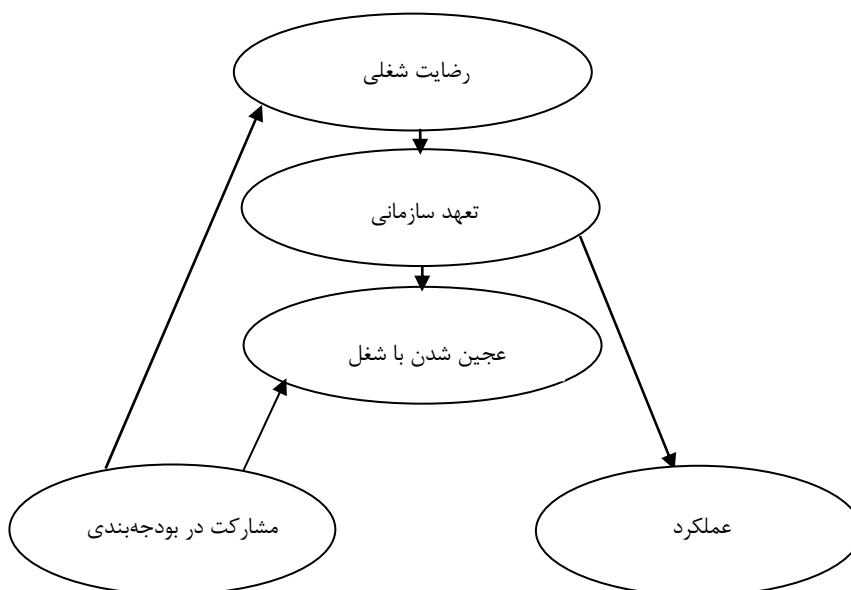 رضایت شغلی
تعهد سازمانی
عجین شدن با شغل
مشارکت در بودجه‌بندی
عملکرد